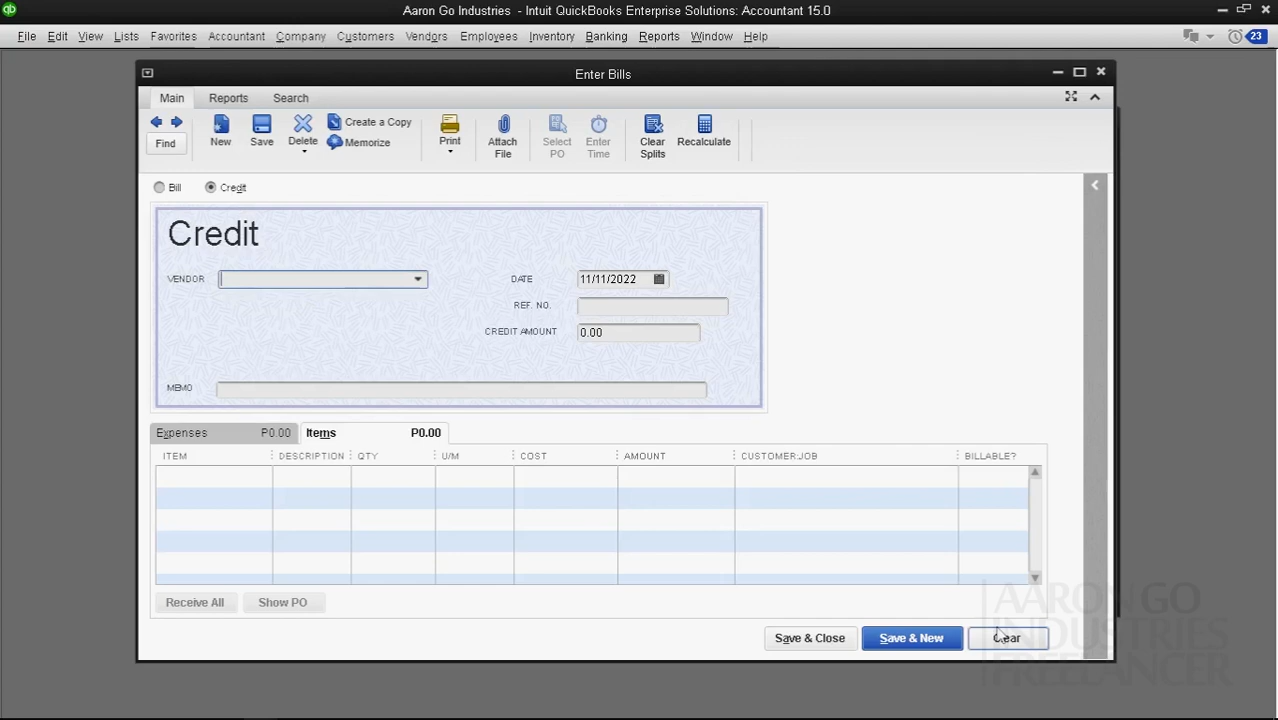 qb
Aaron Go Industries - Intuit QuickBooks Enterprise Solutions: Accountant 15.0
File Edit View Lists Favorites Accountant Company Customers Vendors Employees Inventory Banking Reports Window Help 23
Enter Bills
Main Reports Search
Find New Save Delete Create a Copy Memorize Print Attach File Select PO Enter Time Clear Splits Recalculate
Bill Credit
Credit
VENDOR DATE 11/11/2022
REF. NO.
CREDIT AMOUNT 0.00
MEMO
Expenses P0.00 Items P0.00
ITEM DESCRIPTION QTY U/M COST AMOUNT CUSTOMER:JOB BILLABLE?
Receive All Show PO
Save & Close Save & New Clear
AARON GO
INDUSTRIES
FREELANCER